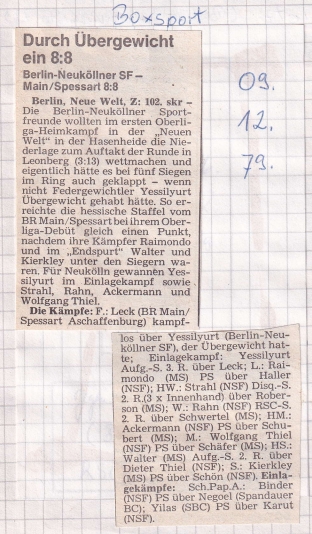 Boxsport
Durch Übergewicht
ein 8:8
Berlin-Neuköllner SF –
Main/Spessart 8:8
Berlin, Neue Welt, Z: 102. skr –
Die Berlin-Neuköllner Sport-
freunde wollten im ersten Oberli-
ga-Heimkampf in der „Neuen
Welt" in der Hasenheide die Nie-
derlage zum Auftakt der Runde in
Leonberg (3:13) wettmachen und
eigentlich hätte es bei fünf Siegen
im Ring auch geklappt – wenn
nicht Federgewichtler Yessilyurt
Übergewicht gehabt hätte. So er-
reichte die hessische Staffel vom
BR Main/Spessart bei ihrem Ober-
liga-Debüt gleich einen Punkt,
nachdem ihre Kämpfer Raimondo
und im „Endspurt" Walter und
Kierkley unter den Siegern wa-
ren. Für Neukölln gewannen Yes-
silyurt im Einlagekampf sowie
Strahl, Rahn, Ackermann und
Wolfgang Thiel.
Die Kämpfe: F.: Leck (BR Main/
Spessart Aschaffenburg) kampf-
09.
12.
79.
los über Yessilyurt (Berlin-Neu-
köllner SF), der Übergewicht hat-
te; Einlagekampf: Yessilyurt
Aufg.-S. 3. R. über Leck; L.: Rai-
mondo (MS) PS über Haller
(NSF); HW.: Strahl (NSF) Disq.-S.
2. R.(3 x Innenhand) über Rober-
son (MS); W.: Rahn (NSF) RSC-S.
2. R. über Schwertel (MS); HM.:
Ackermann (NSF) PS über Schu-
bert (MS); M.: Wolfgang Thiel
(NSF) PS über Schäfer (MS); HS.:
Walter (MS) Aufg.-S. 2. R. über
Dieter Thiel (NSF); S.: Kierkley
(MS) PS über Schön (NSF). Einla-
gekämpfe: Sch.Pap.A.: Binder
(NSF) PS über Negoel (Spandauer
BC); Yilas (SBC) PS über Karut
(NSF).